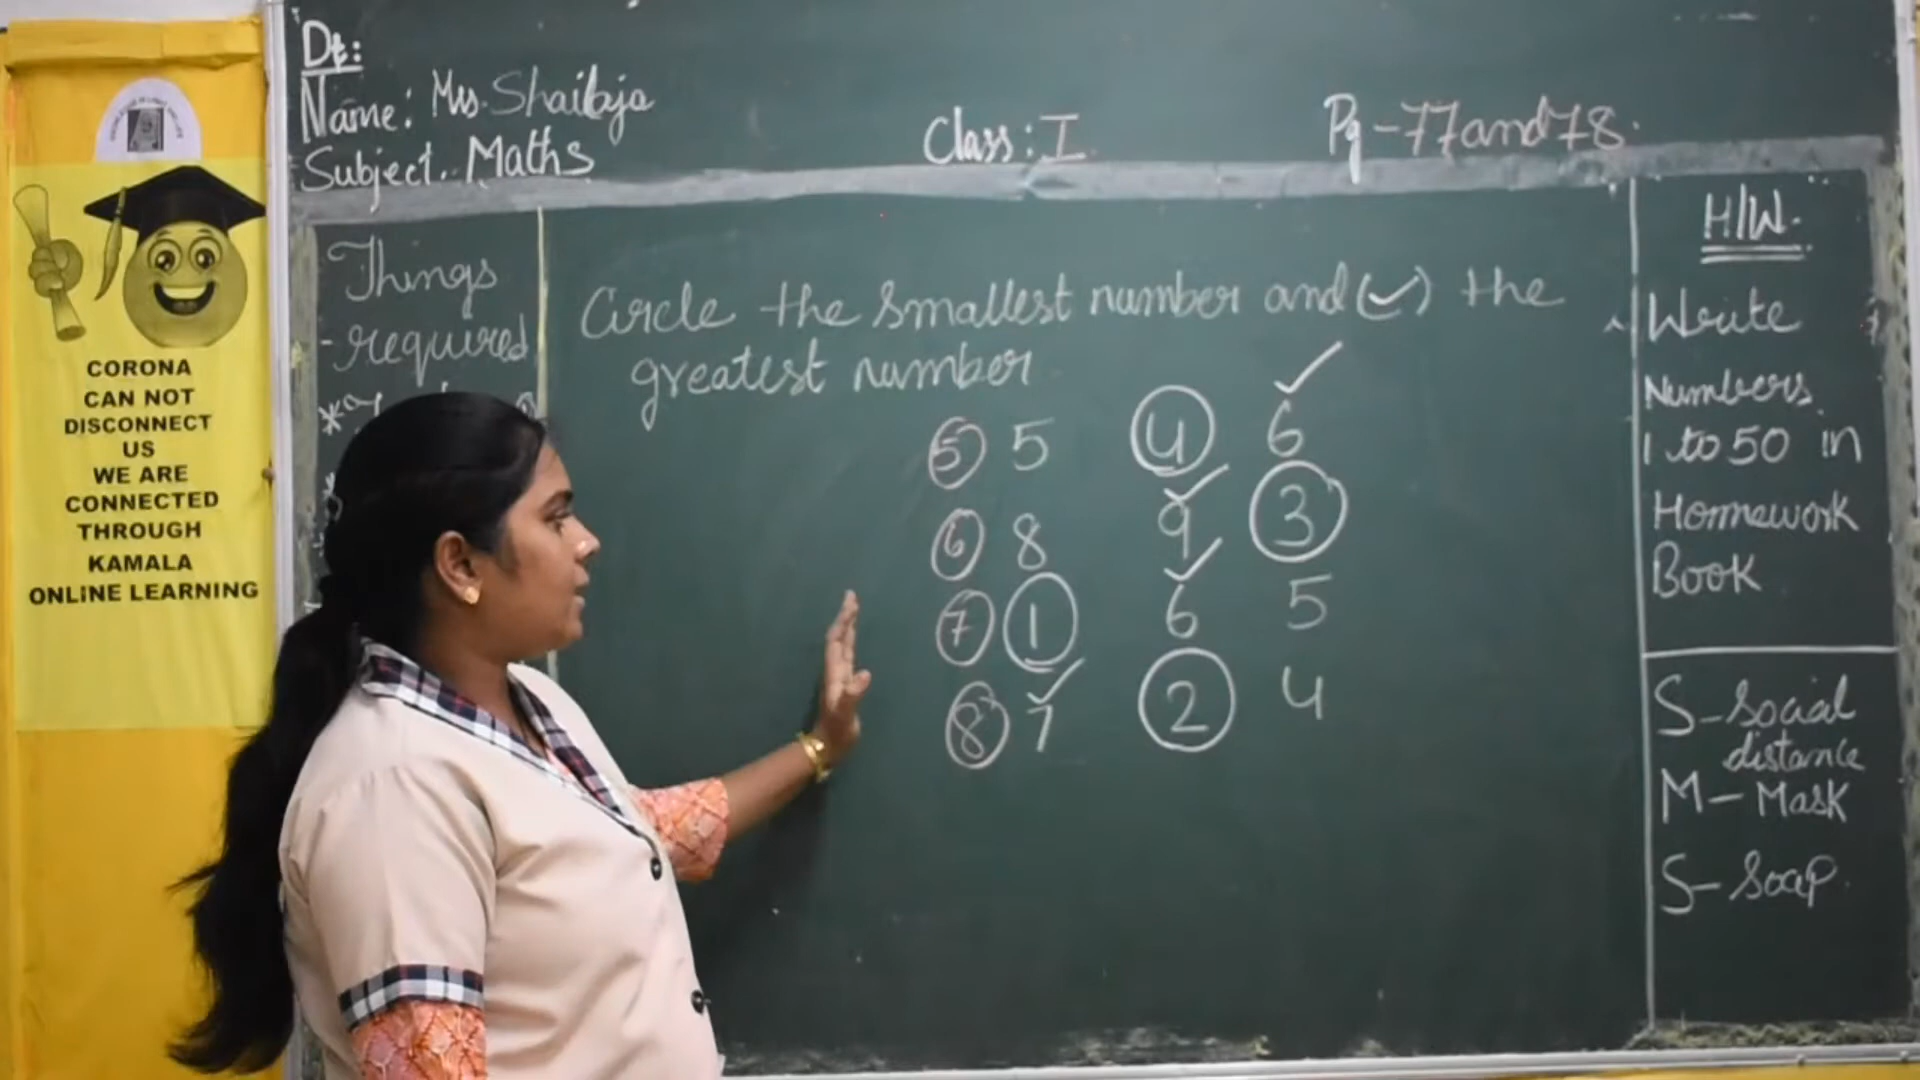 CORONA
CAN NOT
DISCONNECT
US
WE ARE
CONNECTED
THROUGH
KAMALA
ONLINE LEARNING
Dt:
Name: Mrs. Shailaja
Subject. Maths
Class: I
Pg-77 and 78.
Things
-required
Circle the smallest number and (✓) the
greatest number
5 5 4 6 ✓
6 8 9 ✓ 3
7 1 6 ✓ 5
8 7 ✓ 2 4
H/W.
Write
Numbers
1 to 50 in
Homework
Book
S-Social
distance
M-Mask
S-Soap.